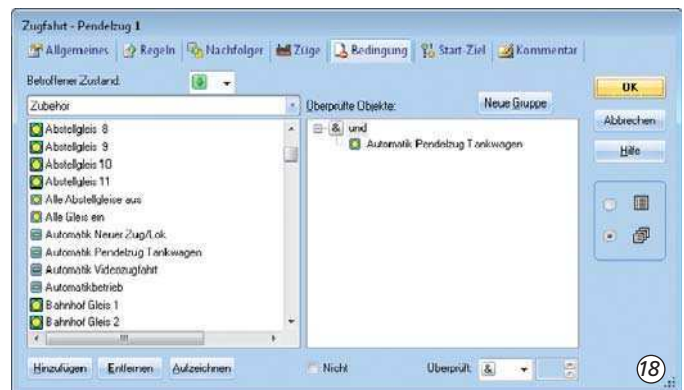 Zugfahrt - Pendelzug 1
Allgemeines Regeln Nachfolger Züge Bedingung Start-Ziel Kommentar
Betroffener Zustand:
Zubehör
Überprüfte Objekte:
Neue Gruppe
Abstellgleis 8
Abstellgleis 9
Abstellgleis 10
Abstellgleis 11
Alle Abstellgleise aus
Alle Gleis ein
Automatik Neuer Zug/Lok
Automatik Pendelzug Tankwagen
Automatik Videozugfahrt
Automatikbetrieb
Bahnhof Gleis 1
Bahnhof Gleis 2
& und
Automatik Pendelzug Tankwagen
OK
Abbrechen
Hilfe
Hinzufügen Entfernen Aufzeichnen
Nicht
Überprüft: &
18